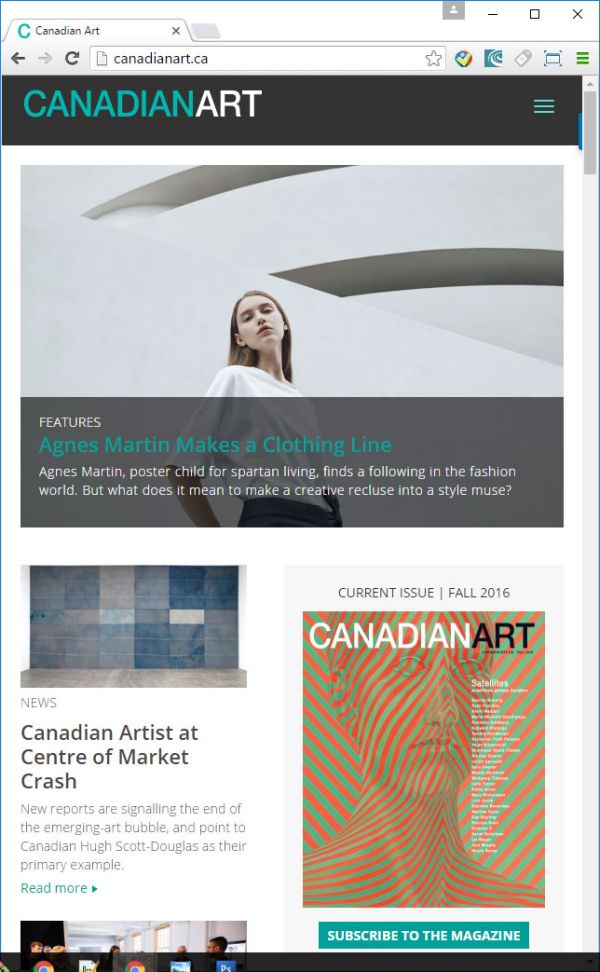 Canadian Art
canadianart.ca
CANADIANART
FEATURES
Agnes Martin Makes a Clothing Line
Agnes Martin, poster child for spartan living, finds a following in the fashion
world. But what does it mean to make a creative recluse into a style muse?
NEWS
Canadian Artist at
Centre of Market
Crash
New reports are signalling the end of
the emerging-art bubble, and point to
Canadian Hugh Scott-Douglas as their
primary example.
Read more
CURRENT ISSUE | FALL 2016
CANADIANART
Satellites
SUBSCRIBE TO THE MAGAZINE
Ps